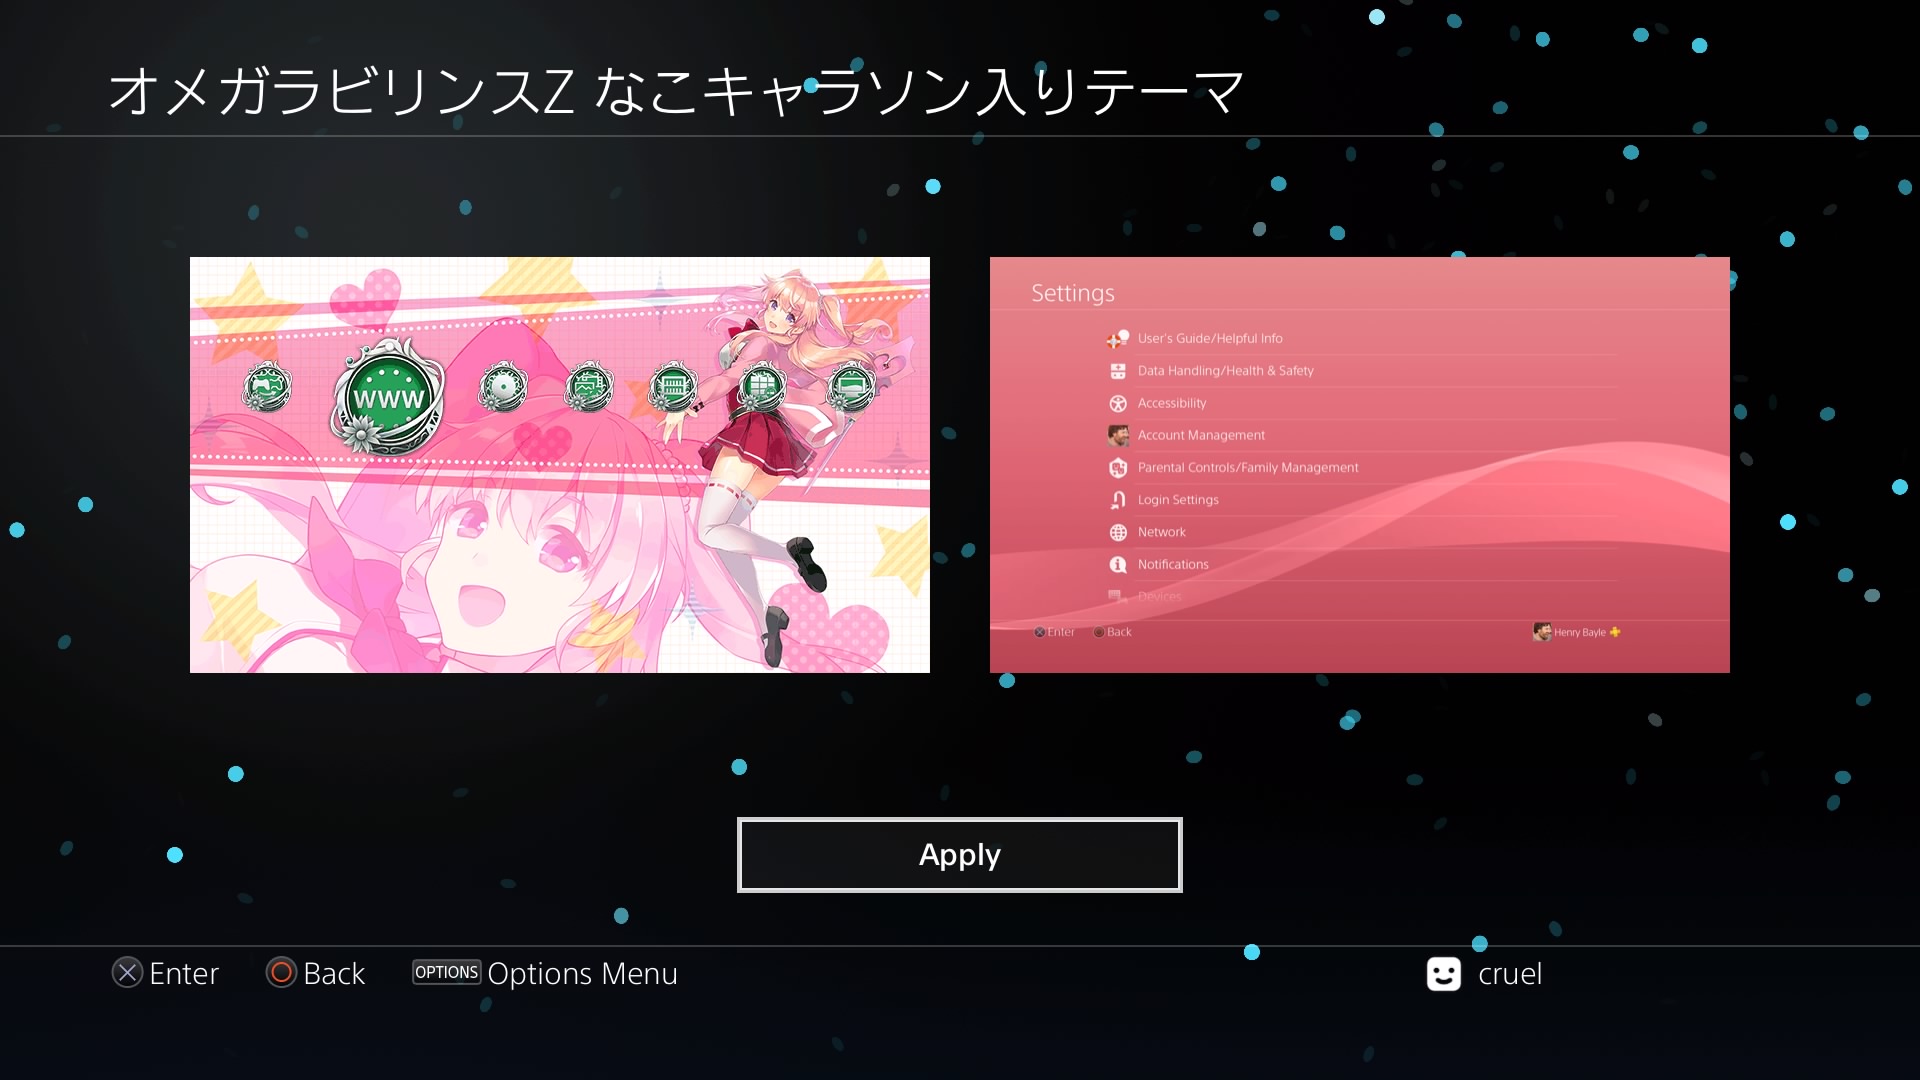 オメガラビリンスZ なこキャラソン入りテーマ
WWW
Settings
User's Guide/Helpful Info
Data Handling/Health & Safety
Accessibility
Account Management
Parental Controls/Family Management
Login Settings
Network
Notifications
Devices
Enter
Back
Henry Bayle
Apply
Enter
Back
OPTIONS Options Menu
cruel